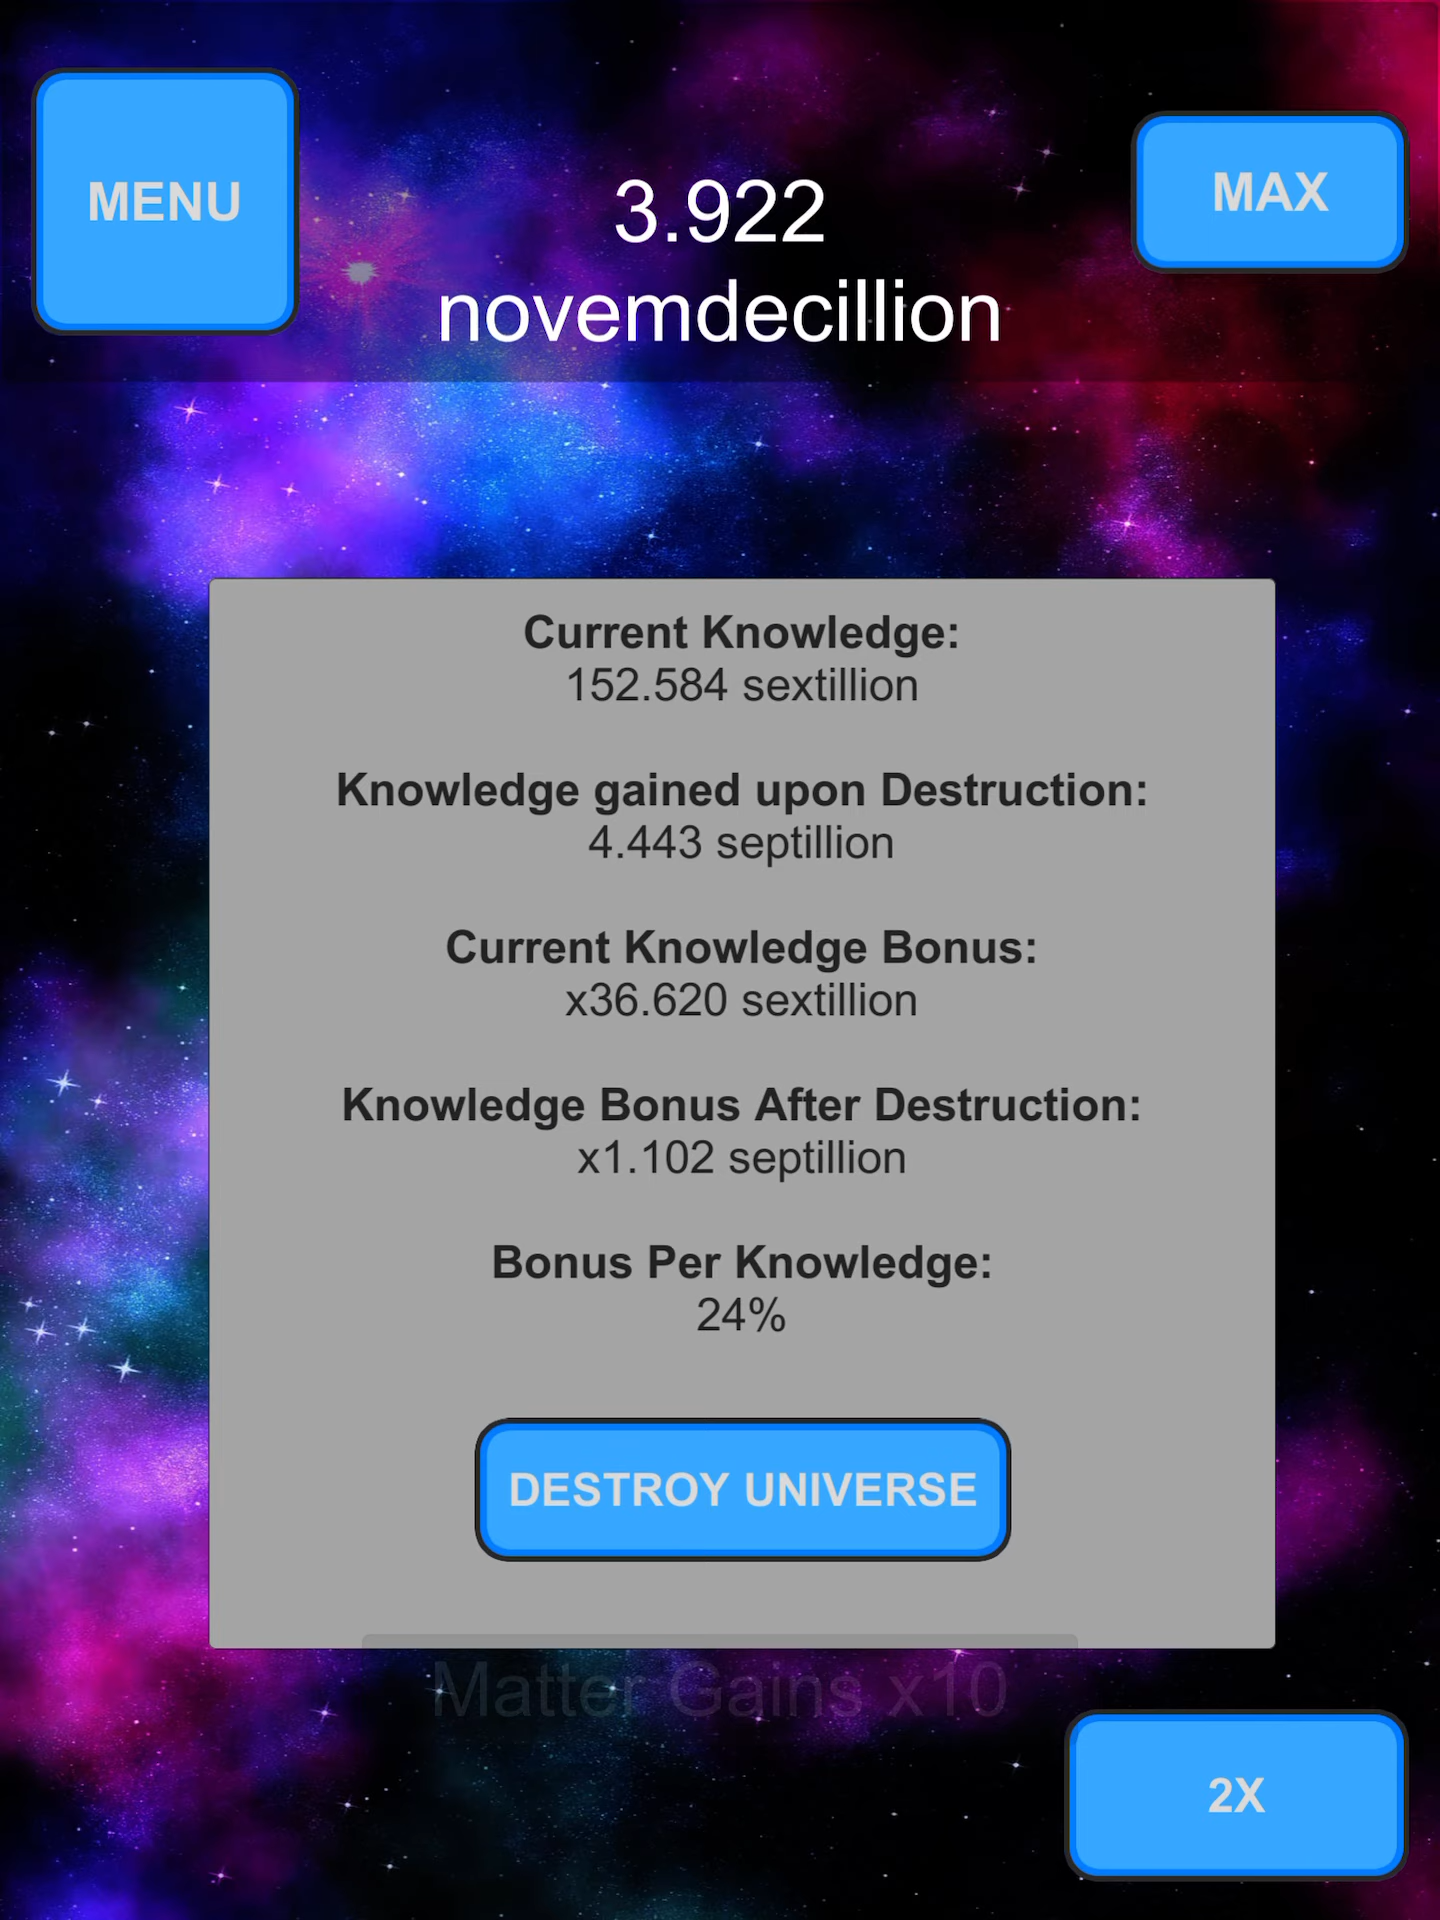 MENU
MAX
3.922
novemdecillion
Current Knowledge:
152.584 sextillion
Knowledge gained upon Destruction:
4.443 septillion
Current Knowledge Bonus:
x36.620 sextillion
Knowledge Bonus After Destruction:
x1.102 septillion
Bonus Per Knowledge:
24%
DESTROY UNIVERSE
Matter Gains x10
2X